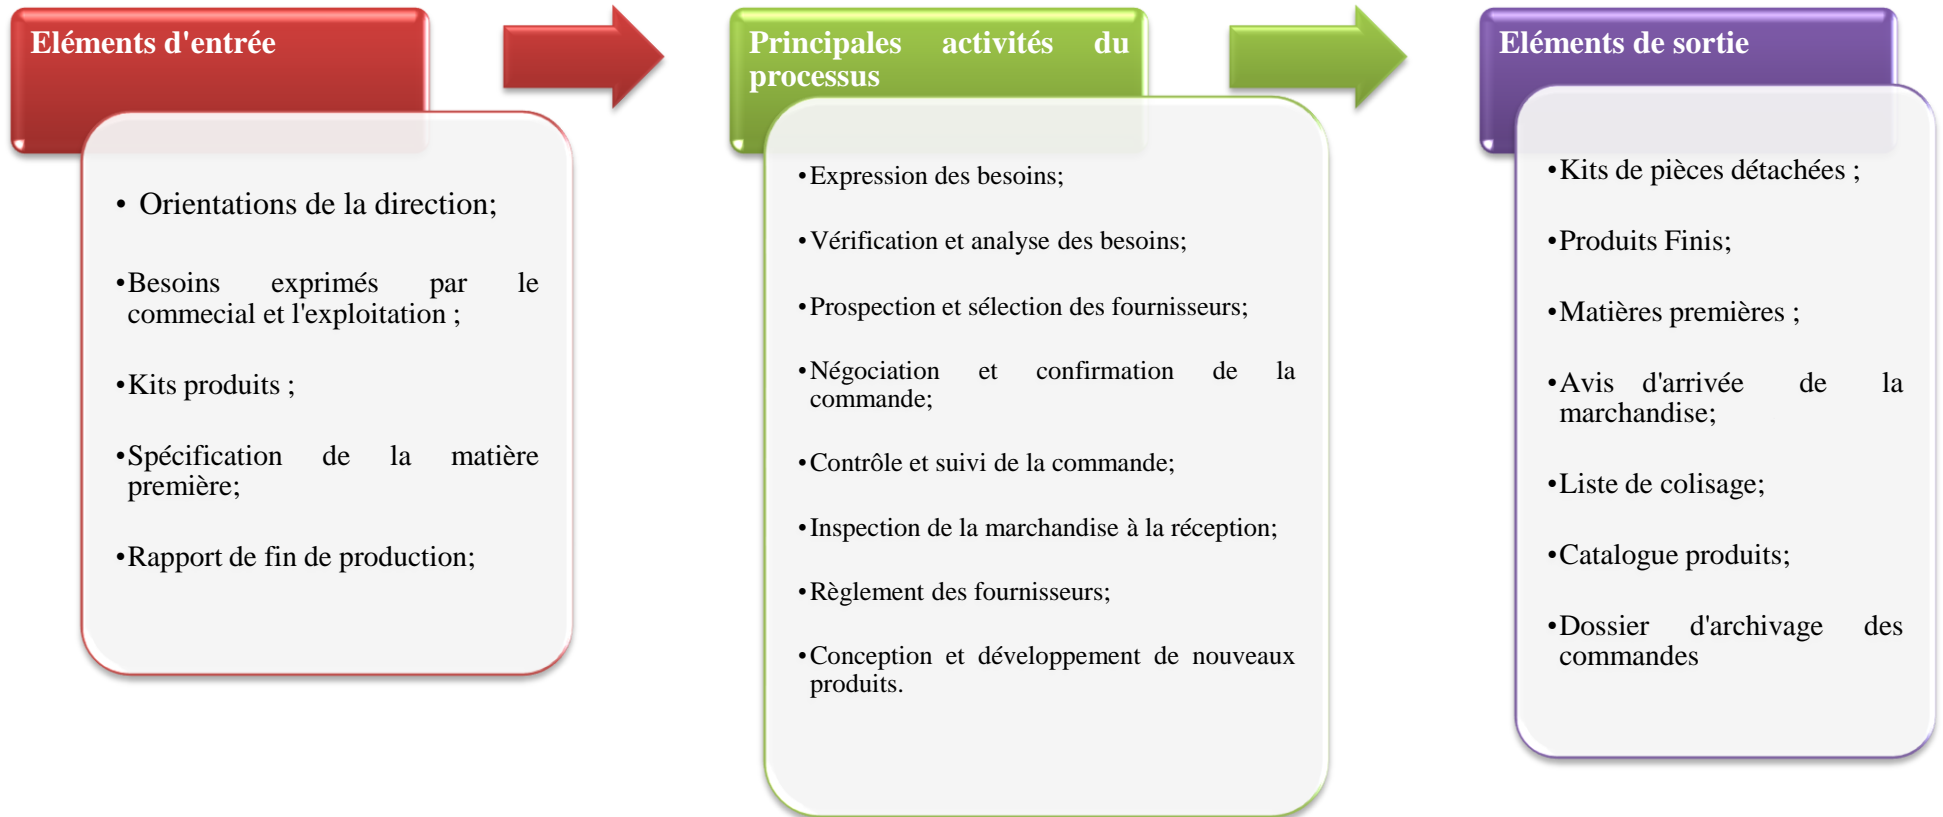 Eléments d'entrée
• Orientations de la direction;
•Besoins exprimés par le
commecial et l'exploitation ;
•Kits produits ;
•Spécification de la matière
première;
•Rapport de fin de production;
Principales activités du
processus
•Expression des besoins;
•Vérification et analyse des besoins;
•Prospection et sélection des fournisseurs;
•Négociation et confirmation de la
commande;
•Contrôle et suivi de la commande;
•Inspection de la marchandise à la réception;
•Règlement des fournisseurs;
•Conception et développement de nouveaux
produits.
Eléments de sortie
•Kits de pièces détachées ;
•Produits Finis;
•Matières premières ;
•Avis d'arrivée de la
marchandise;
•Liste de colisage;
•Catalogue produits;
•Dossier d'archivage des
commandes